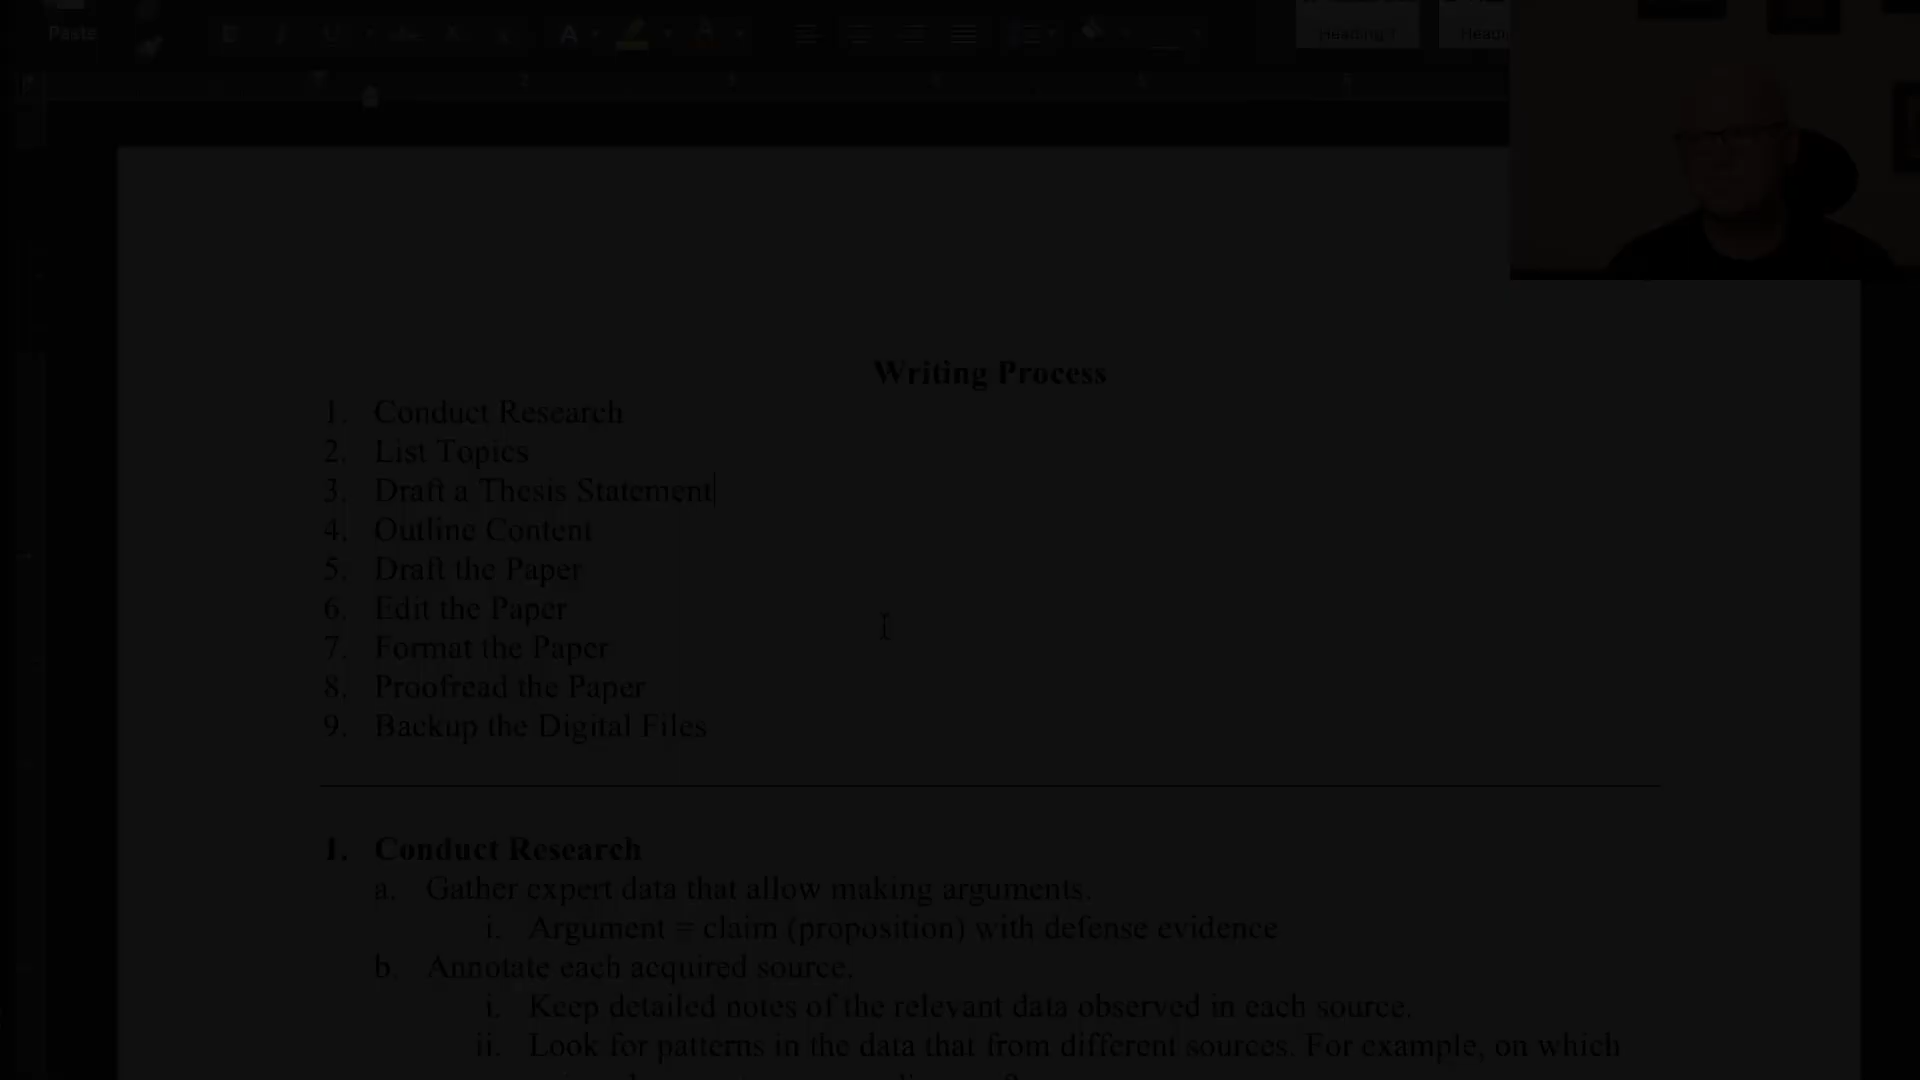 Paste
Heading 1
Writing Process
1. Conduct Research
2. List Topics
3. Draft a Thesis Statement
4. Outline Content
5. Draft the Paper
6. Edit the Paper
7. Format the Paper
8. Proofread the Paper
9. Backup the Digital Files
1. Conduct Research
a. Gather expert data that allow making arguments.
i. Argument = claim (proposition) with defense evidence
b. Annotate each acquired source.
i. Keep detailed notes of the relevant data observed in each source.
ii. Look for patterns in the data that from different sources. For example, on which